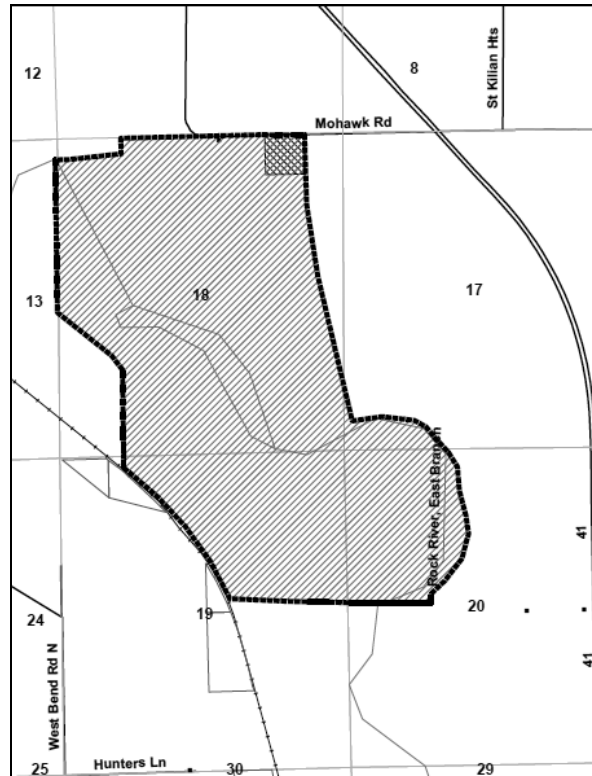 12
8
St Kilian Hts
Mohawk Rd
13
18
17
Rock River, East Branch
41
24
19
20
41
West Bend Rd N
25
Hunters Ln
30
29